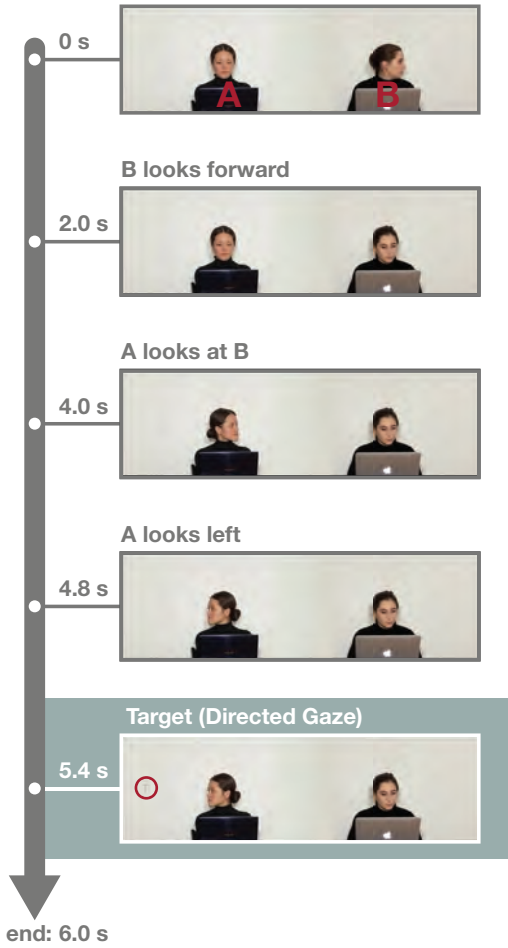 0 s
A
B
B looks forward
2.0 s
A looks at B
4.0 s
A looks left
4.8 s
Target (Directed Gaze)
5.4 s
end: 6.0 s